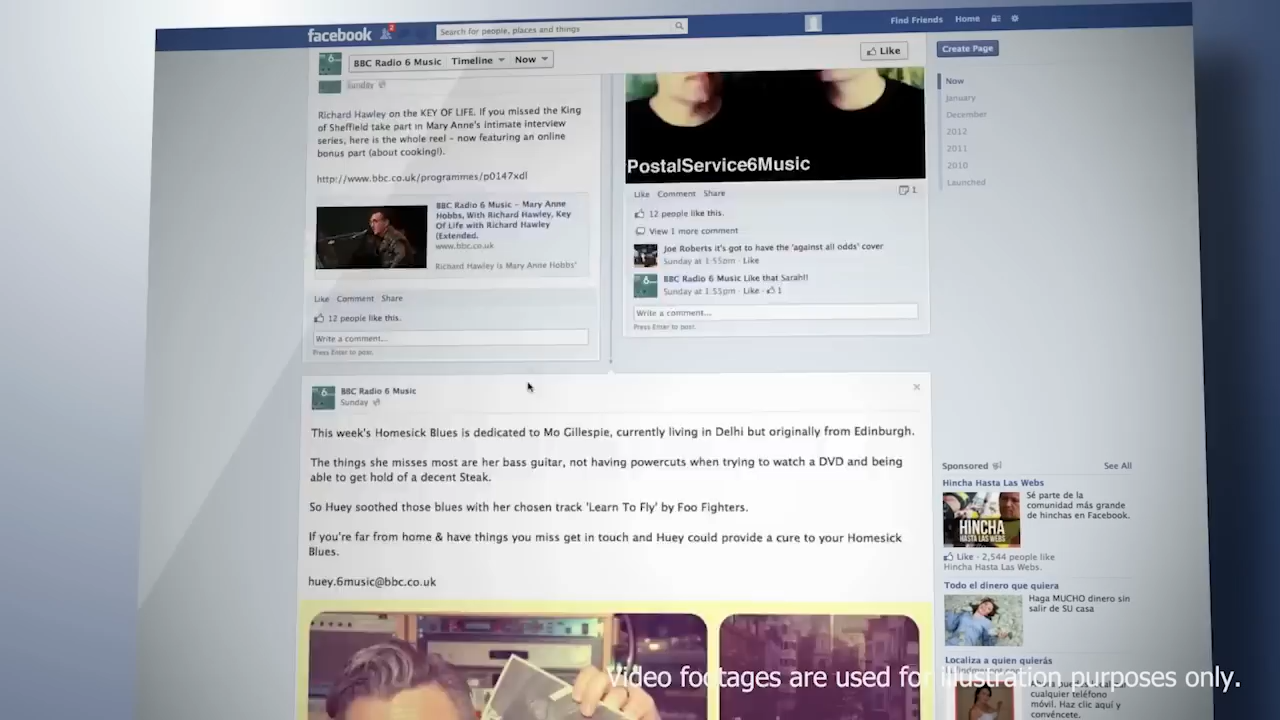 facebook
2
Search for people, places and things
Find Friends Home
BBC Radio 6 Music Timeline Now
Like
Create Page
Sunday
Richard Hawley on the KEY OF LIFE. If you missed the King
of Sheffield take part in Mary Anne's intimate interview
series, here is the whole reel - now featuring an online
bonus part (about cooking!).
http://www.bbc.co.uk/programmes/p0147xdl
BBC Radio 6 Music - Mary Anne
Hobbs, With Richard Hawley, Key
Of Life with Richard Hawley
(Extended.
www.bbc.co.uk
Richard Hawley is Mary Anne Hobbs'
Like Comment Share
12 people like this.
Write a comment...
Press Enter to post.
PostalService6Music
Like Comment Share
1
12 people like this.
View 1 more comment
Joe Roberts it's got to have the 'against all odds' cover
Sunday at 1:55pm · Like
BBC Radio 6 Music Like that Sarah!!
Sunday at 1:55pm · Like · 1
Write a comment...
Press Enter to post.
Now
January
December
2012
2011
2010
Launched
BBC Radio 6 Music
Sunday
This week's Homesick Blues is dedicated to Mo Gillespie, currently living in Delhi but originally from Edinburgh.
The things she misses most are her bass guitar, not having powercuts when trying to watch a DVD and being
able to get hold of a decent Steak.
So Huey soothed those blues with her chosen track 'Learn To Fly' by Foo Fighters.
If you're far from home & have things you miss get in touch and Huey could provide a cure to your Homesick
Blues.
huey.6music@bbc.co.uk
Sponsored See All
Hincha Hasta Las Webs
HINCHA
HASTA LAS WEBS
Sé parte de la
comunidad más grande
de hinchas en Facebook.
Like · 2,544 people like
Hincha Hasta Las Webs.
Todo el dinero que quiera
Haga MUCHO dinero sin
salir de SU casa
Localiza a quien quierás
cualquier teléfono
móvil. Haz clic aquí y
convéncete.
Video footages are used for illustration purposes only.